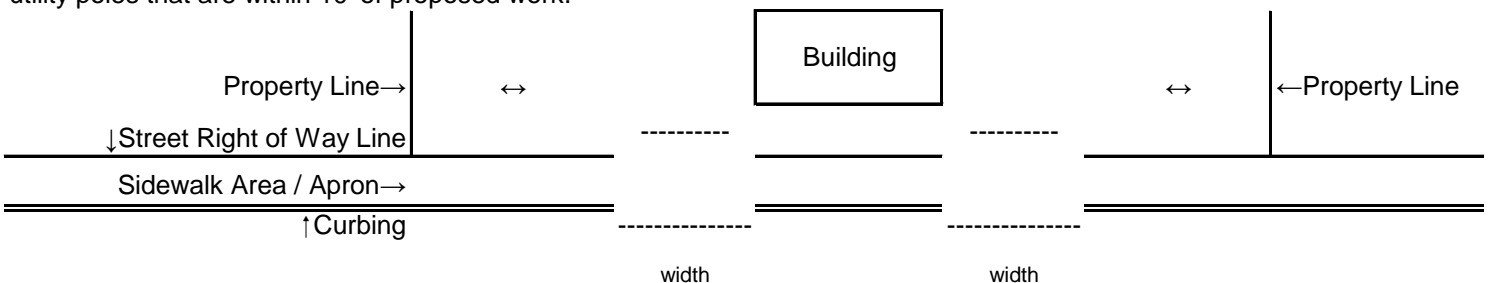 utility poles that are within 10' of proposed work.
Building
Property Line→ ↔ ↔ ←Property Line
↓Street Right of Way Line ---------- ----------
Sidewalk Area / Apron→
↑Curbing --------------- ---------------
width width